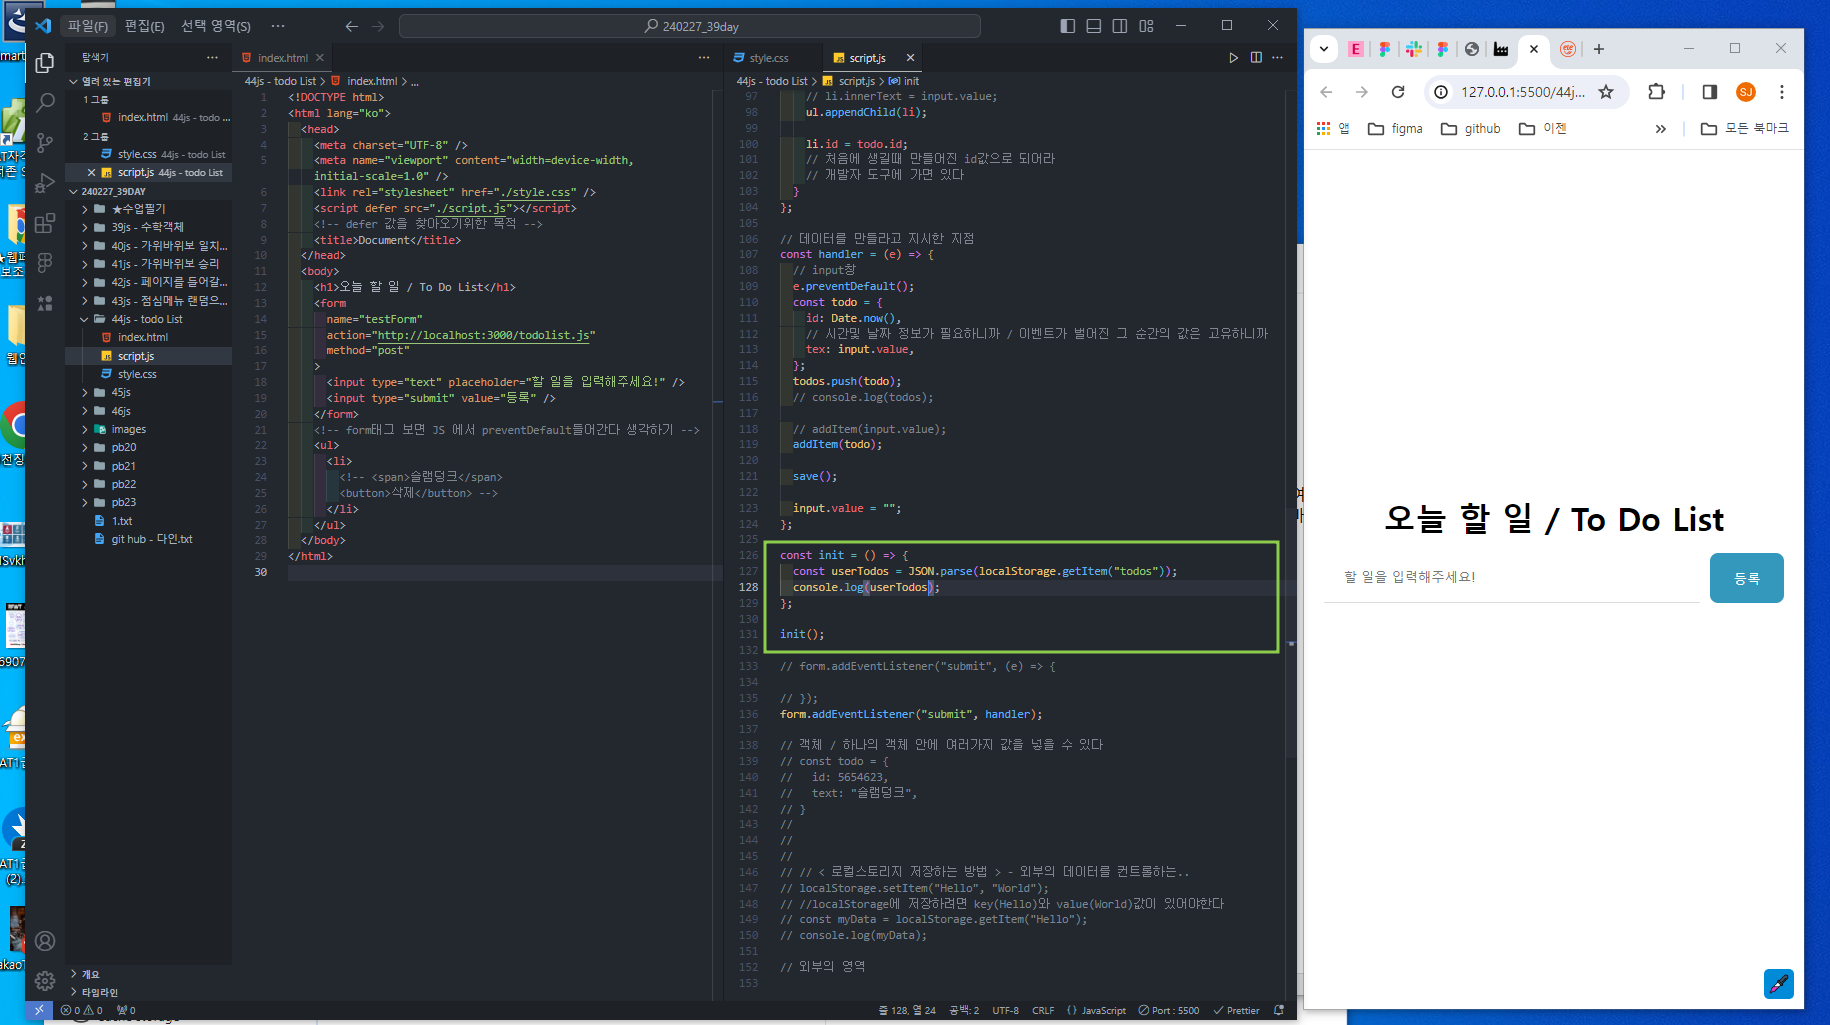 파일(F) 편집(E) 선택 영역(S) ···
240227_39day
탐색기
열려 있는 편집기
1 그룹
index.html 44js - todo ...
2 그룹
style.css 44js - todo List
script.js 44js - todo List
240227_39DAY
★수업필기
39js - 수학객체
40js - 가위바위보 일치...
41js - 가위바위보 승리
42js - 페이지를 들어갈...
43js - 점심메뉴 랜덤으...
44js - todo List
index.html
script.js
style.css
45js
46js
images
pb20
pb21
pb22
pb23
1.txt
git hub - 다인.txt
개요
타임라인
index.html
44js - todo List > index.html > ...
1 <!DOCTYPE html>
2 <html lang="ko">
3 <head>
4 <meta charset="UTF-8" />
5 <meta name="viewport" content="width=device-width,
initial-scale=1.0" />
6 <link rel="stylesheet" href="./style.css" />
7 <script defer src="./script.js"></script>
8 <!-- defer 값을 찾아오기위한 목적 -->
9 <title>Document</title>
10 </head>
11 <body>
12 <h1>오늘 할 일 / To Do List</h1>
13 <form
14 name="testForm"
15 action="http://localhost:3000/todolist.js"
16 method="post"
17 >
18 <input type="text" placeholder="할 일을 입력해주세요!" />
19 <input type="submit" value="등록" />
20 </form>
21 <!-- form태그 보면 JS 에서 preventDefault들어간다 생각하기 -->
22 <ul>
23 <li>
24 <!-- <span>슬램덩크</span>
25 <button>삭제</button> -->
26 </li>
27 </ul>
28 </body>
29 </html>
30
style.css script.js
44js - todo List > script.js > init
97 // li.innerText = input.value;
98 ul.appendChild(li);
99
100 li.id = todo.id;
101 // 처음에 생길때 만들어진 id값으로 되어라
102 // 개발자 도구에 가면 있다
103 }
104 };
105
106 // 데이터를 만들라고 지시한 지점
107 const handler = (e) => {
108 // input창
109 e.preventDefault();
110 const todo = {
111 id: Date.now(),
112 // 시간및 날짜 정보가 필요하니까 / 이벤트가 벌어진 그 순간의 값은 고유하니까
113 tex: input.value,
114 };
115 todos.push(todo);
116 // console.log(todos);
117
118 // addItem(input.value);
119 addItem(todo);
120
121 save();
122
123 input.value = "";
124 };
125
126 const init = () => {
127 const userTodos = JSON.parse(localStorage.getItem("todos"));
128 console.log(userTodos);
129 };
130
131 init();
132
133 // form.addEventListener("submit", (e) => {
134
135 // });
136 form.addEventListener("submit", handler);
137
138 // 객체 / 하나의 객체 안에 여러가지 값을 넣을 수 있다
139 // const todo = {
140 // id: 5654623,
141 // text: "슬램덩크",
142 // }
143 //
144 //
145 //
146 // // < 로컬스토리지 저장하는 방법 > - 외부의 데이터를 컨트롤하는..
147 // localStorage.setItem("Hello", "World");
148 // //localStorage에 저장하려면 key(Hello)와 value(World)값이 있어야한다
149 // const myData = localStorage.getItem("Hello");
150 // console.log(myData);
151
152 // 외부의 영역
153
0 0 0
줄 128, 열 24 공백: 2 UTF-8 CRLF {} JavaScript Port : 5500 Prettier
127.0.0.1:5500/44j... SJ
앱 figma github 이젠 » 모든 북마크
오늘 할 일 / To Do List
할 일을 입력해주세요!
등록